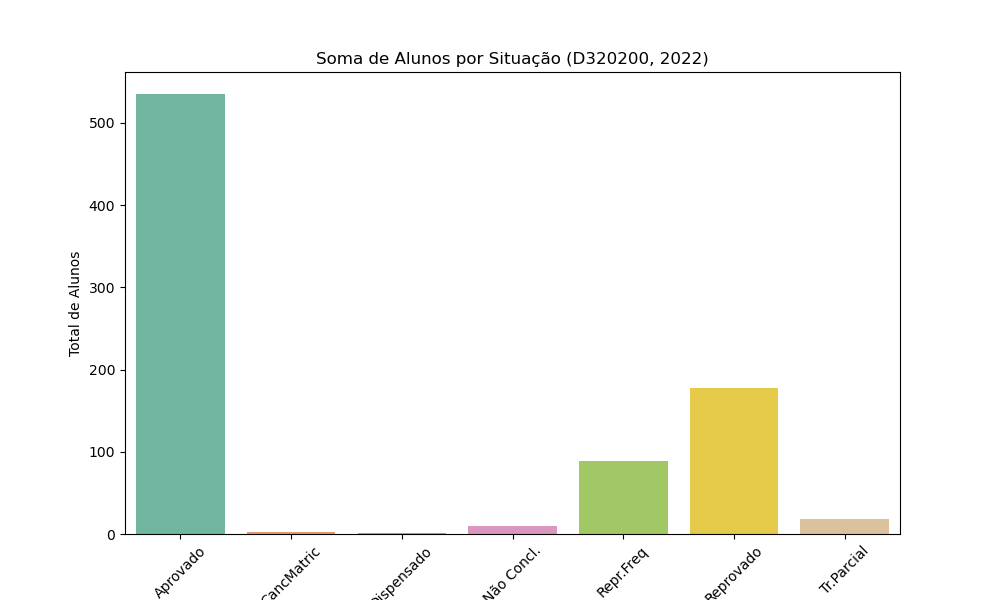 Soma de Alunos por Situação (D320200, 2022)
Total de Alunos
500
400
300
200
100
0
Aprovado
CancMatric
Dispensado
Não Concl.
Repr.Freq
Reprovado
Tr.Parcial